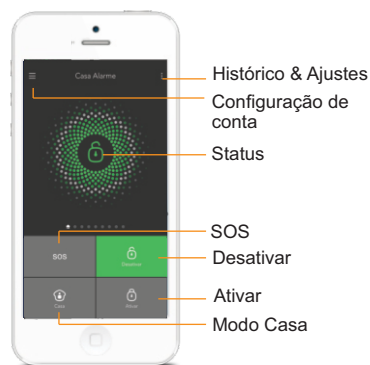 Casa Alarme
Histórico & Ajustes
Configuração de
conta
Status
SOS
SOS
Desativar
Desativar
Ativar
Ativar
Casa
Modo Casa